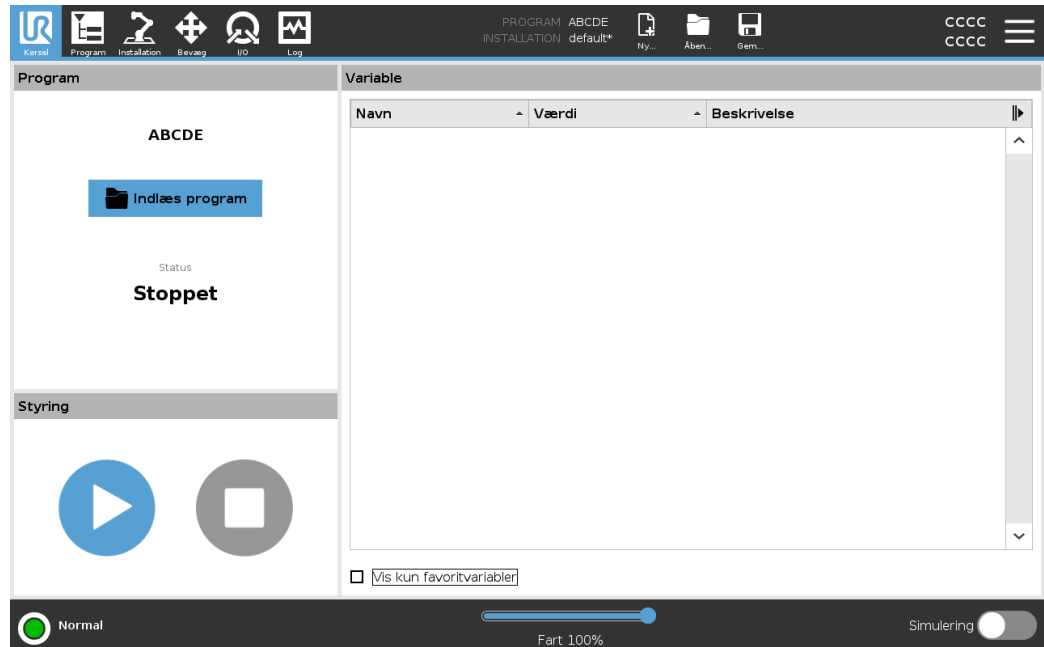 Kørsel
Program
Installation
Bevæg
I/O
Log
PROGRAM ABCDE
INSTALLATION default*
Ny...
Åben...
Gem...
CCCC
CCCC
Program
ABCDE
Indlæs program
Status
Stoppet
Styring
Variable
Navn Værdi Beskrivelse
Vis kun favoritvariabler
Normal
Fart 100%
Simulering